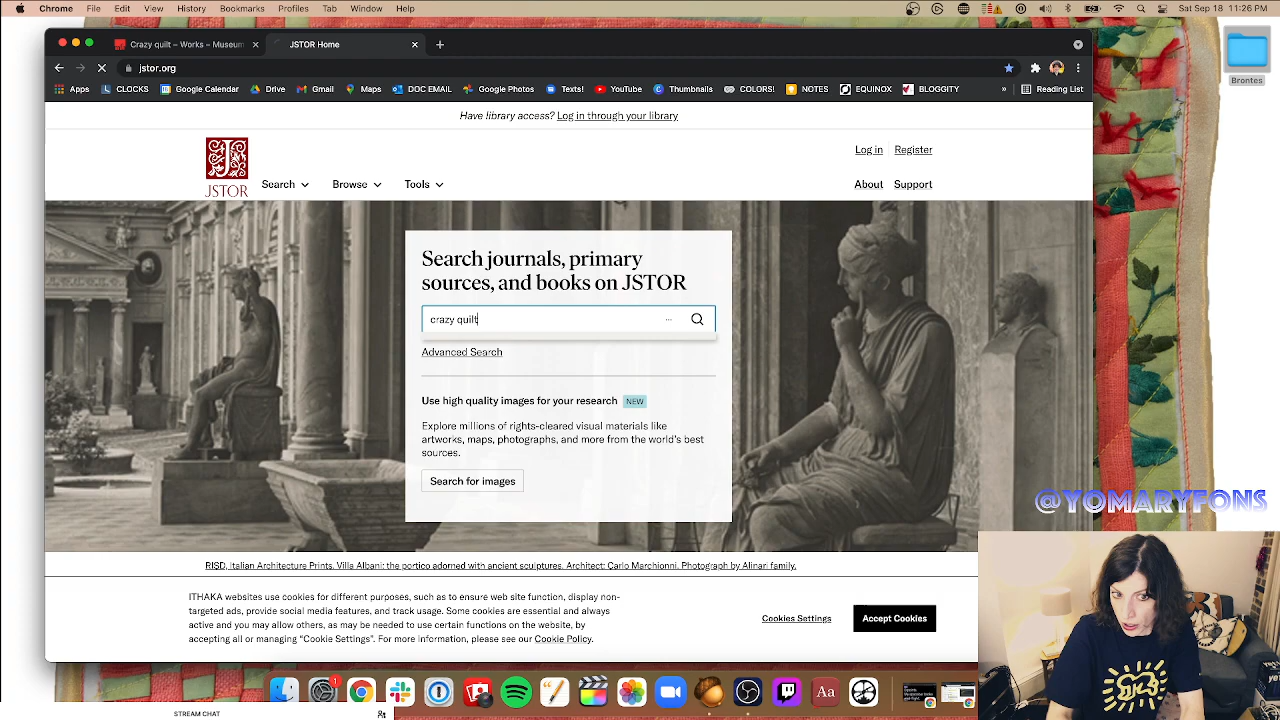 Chrome File Edit View History Bookmarks Profiles Tab Window Help Wed Sep 15 1:26 PM
Crazy quilt – Works – Museum
JSTOR Home
jstor.org
Apps CLOCKS Google Calendar Drive Gmail Maps DOC EMAIL Google Photos Texts! YouTube Thumbnails COLORS! NOTES EQUINOX BLOGGITY » Reading List
Brontes
Have library access? Log in through your library
Log in Register
JSTOR
Search Browse Tools
About Support
Search journals, primary
sources, and books on JSTOR
crazy quilt
Advanced Search
Use high quality images for your research NEW
Explore millions of rights-cleared visual materials like
artworks, maps, photographs, and more from the world's best
sources.
Search for images
@YOMARYFONS
RISD, Italian Architecture Prints. Villa Albani: the portico adorned with ancient sculptures. Architect: Carlo Marchionni. Photograph by Alinari family.
ITHAKA websites use cookies for different purposes, such as to ensure web site function, display non-
targeted ads, provide social media features, and track usage. Some cookies are essential and always
active and you may allow others, as may be needed to use certain functions on the website, by
accepting all or managing "Cookie Settings". For more information, please see our Cookie Policy.
Cookies Settings
Accept Cookies
1
Aa
STREAM CHAT